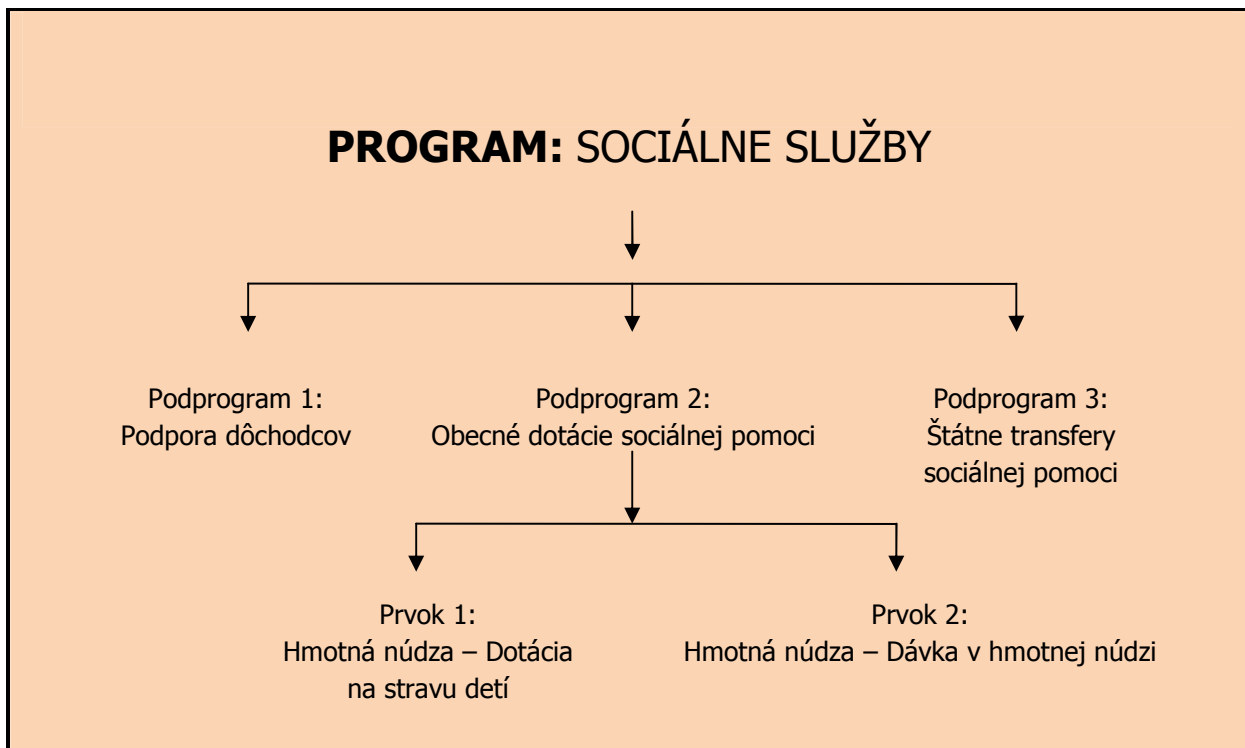 PROGRAM: SOCIÁLNE SLUŽBY
Podprogram 1:
Podpora dôchodcov
Podprogram 2:
Obecné dotácie sociálnej pomoci
Podprogram 3:
Štátne transfery
sociálnej pomoci
Prvok 1:
Hmotná núdza – Dotácia
na stravu detí
Prvok 2:
Hmotná núdza – Dávka v hmotnej núdzi